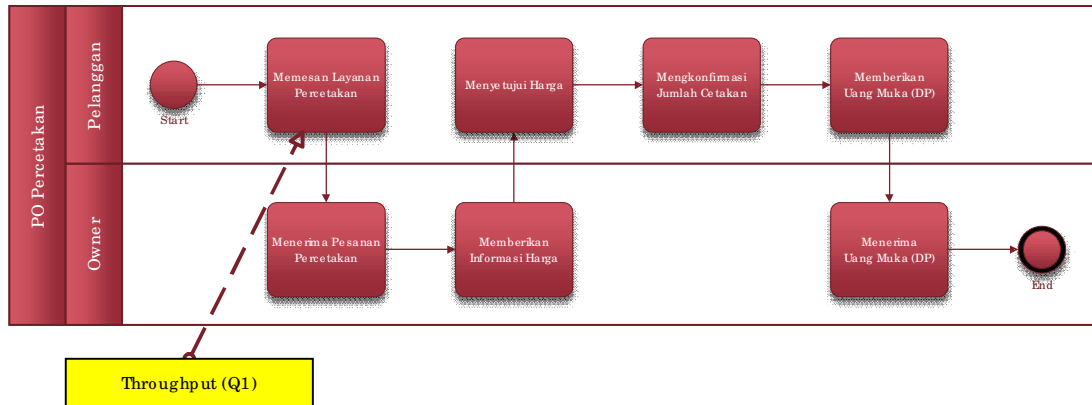 PO Percetakan
Pelanggan
Start
Memesan Layanan
Percetakan
Menyetujui Harga
Mengkonfirmasi
Jumlah Cetakan
Memberikan
Uang Muka (DP)
Owner
Menerima Pesanan
Percetakan
Memberikan
Informasi Harga
Menerima
Uang Muka (DP)
End
Throughput (Q1)